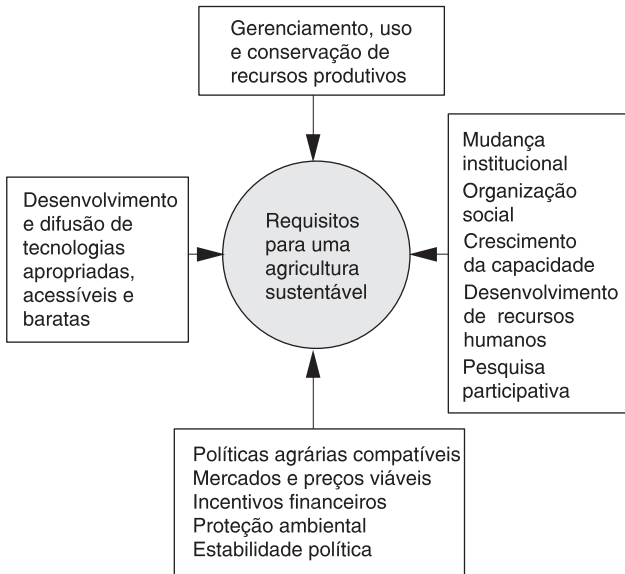 Gerenciamento, uso
e conservação de
recursos produtivos
Desenvolvimento
e difusão de
tecnologias
apropriadas,
acessíveis e
baratas
Requisitos
para uma
agricultura
sustentável
Mudança
institucional
Organização
social
Crescimento
da capacidade
Desenvolvimento
de recursos
humanos
Pesquisa
participativa
Políticas agrárias compatíveis
Mercados e preços viáveis
Incentivos financeiros
Proteção ambiental
Estabilidade política